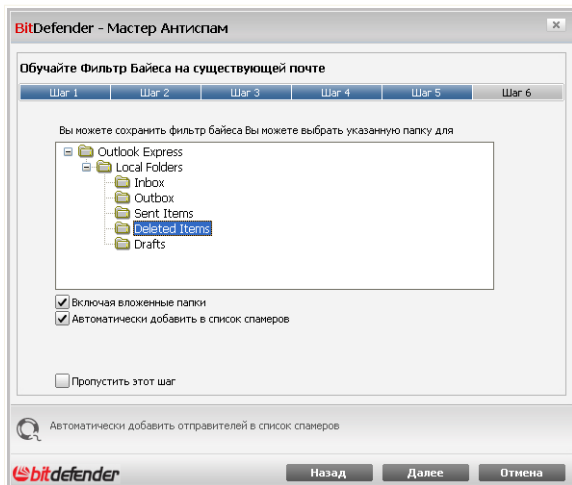 BitDefender - Мастер Антиспам
Обучайте Фильтр Байеса на существующей почте
Шаг 1 Шаг 2 Шаг 3 Шаг 4 Шаг 5 Шаг 6
Вы можете сохранить фильтр байеса Вы можете выбрать указанную папку для
Outlook Express
Local Folders
Inbox
Outbox
Sent Items
Deleted Items
Drafts
Включая вложенные папки
Автоматически добавить в список спамеров
Пропустить этот шаг
Автоматически добавить отправителей в список спамеров
bitdefender Назад Далее Отмена